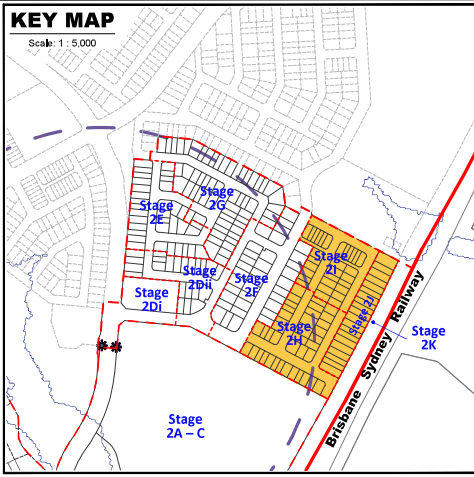 KEY MAP
Scale: 1 : 5,000
Stage
2G
Stage
2E
Stage
2I
Stage
2Dii
Stage
2F
Stage
2Di
Stage 2J
Stage
2H
Stage
2K
Brisbane Sydney Railway
Stage
2A – C